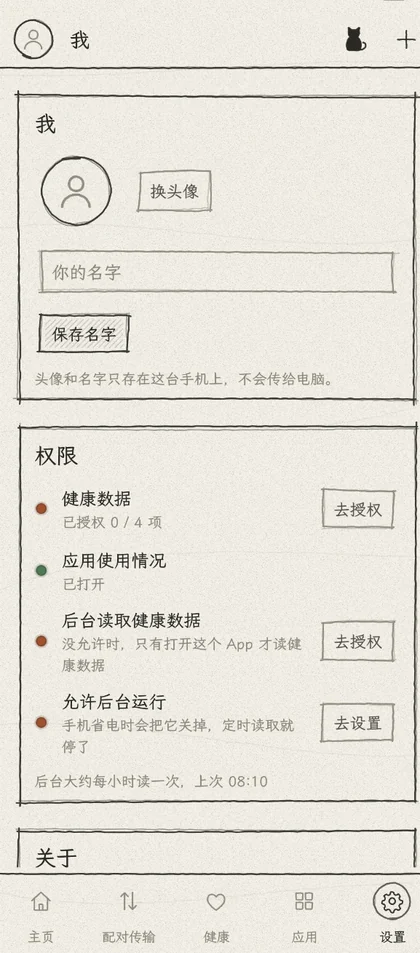 我
我
换头像
你的名字
保存名字
头像和名字只存在这台手机上，不会传给电脑。
权限
健康数据
已授权 0 / 4 项
去授权
应用使用情况
已打开
后台读取健康数据
没允许时，只有打开这个 App 才读健
康数据
去授权
允许后台运行
手机省电时会把它关掉，定时读取就
停了
去设置
后台大约每小时读一次，上次 08:10
关于
主页
配对传输
健康
应用
设置